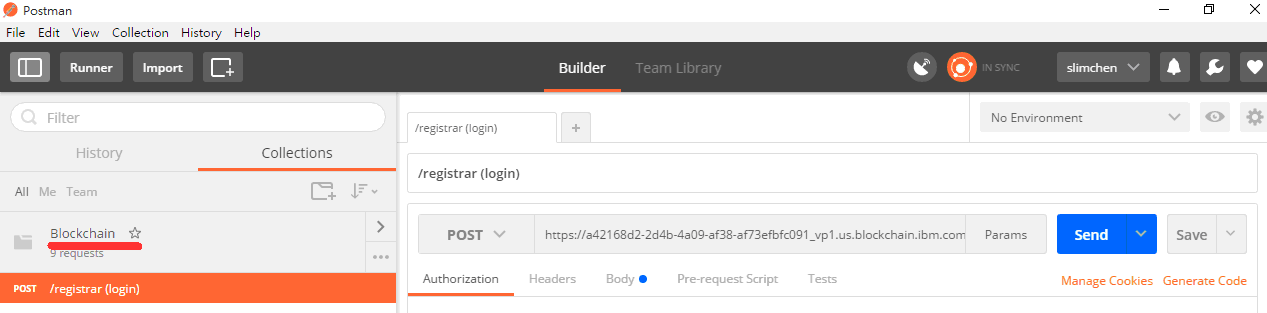 Postman
File Edit View Collection History Help
Runner Import Builder Team Library IN SYNC slimchen
Filter
History Collections
All Me Team
Blockchain
9 requests
POST /registrar (login)
/registrar (login) +
No Environment
/registrar (login)
POST https://a42168d2-2d4b-4a09-af38-af73efbfc091_vp1.us.blockchain.ibm.com Params Send Save
Authorization Headers Body Pre-request Script Tests Manage Cookies Generate Code